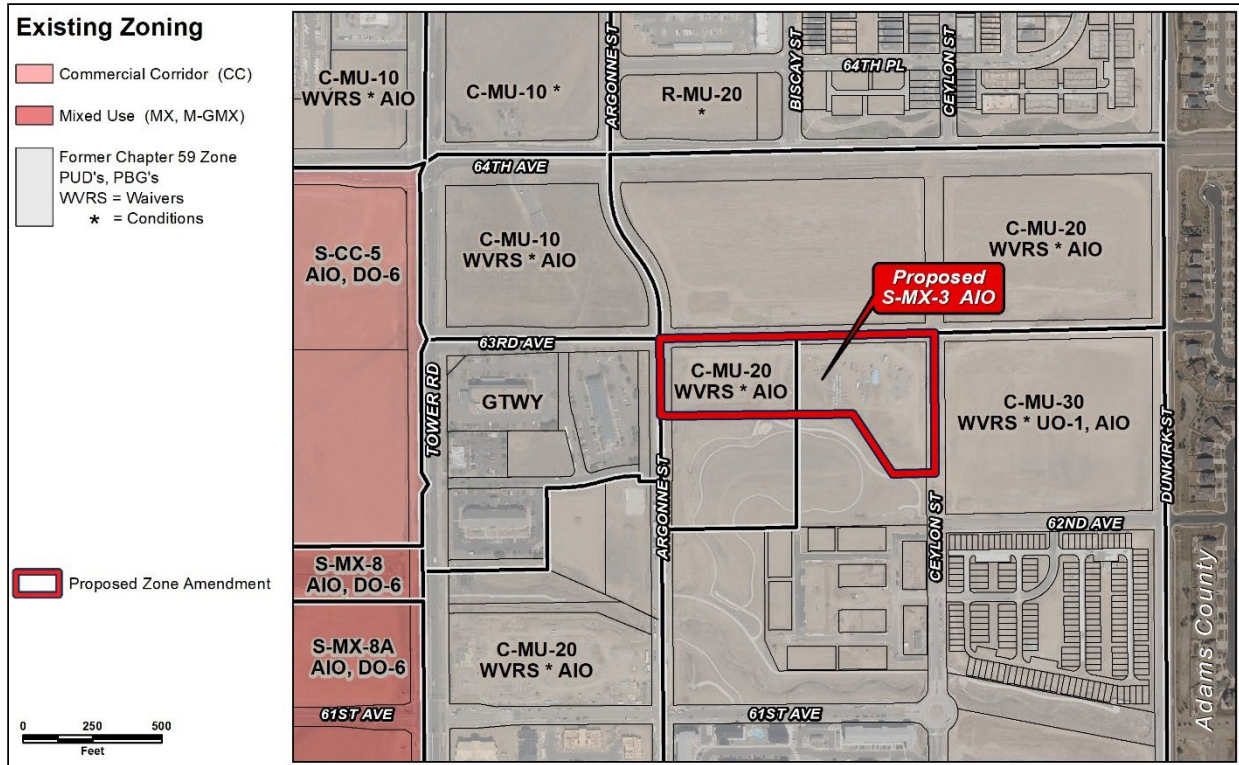 Existing Zoning
Commercial Corridor (CC)
Mixed Use (MX, M-GMX)
Former Chapter 59 Zone
PUD's, PBG's
WVRS = Waivers
* = Conditions
Proposed Zone Amendment
0 250 500
Feet
C-MU-10
WVRS * AIO
C-MU-10 *
ARGONNE ST
R-MU-20
*
BISCAY ST
64TH PL
CEYLON ST
64TH AVE
S-CC-5
AIO, DO-6
C-MU-10
WVRS * AIO
C-MU-20
WVRS * AIO
Proposed
S-MX-3 AIO
63RD AVE
TOWER RD
GTWY
C-MU-20
WVRS * AIO
C-MU-30
WVRS * UO-1, AIO
DUNKIRK ST
ARGONNE ST
CEYLON ST
62ND AVE
S-MX-8
AIO, DO-6
S-MX-8A
AIO, DO-6
C-MU-20
WVRS * AIO
61ST AVE
61ST AVE
Adams County